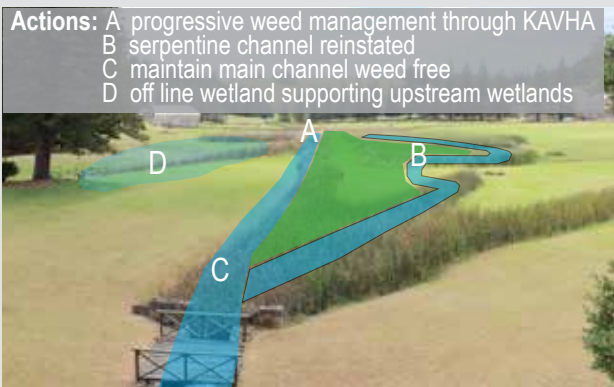 Actions: A progressive weed management through KAVHA
B serpentine channel reinstated
C maintain main channel weed free
D off line wetland supporting upstream wetlands
A
B
D
C